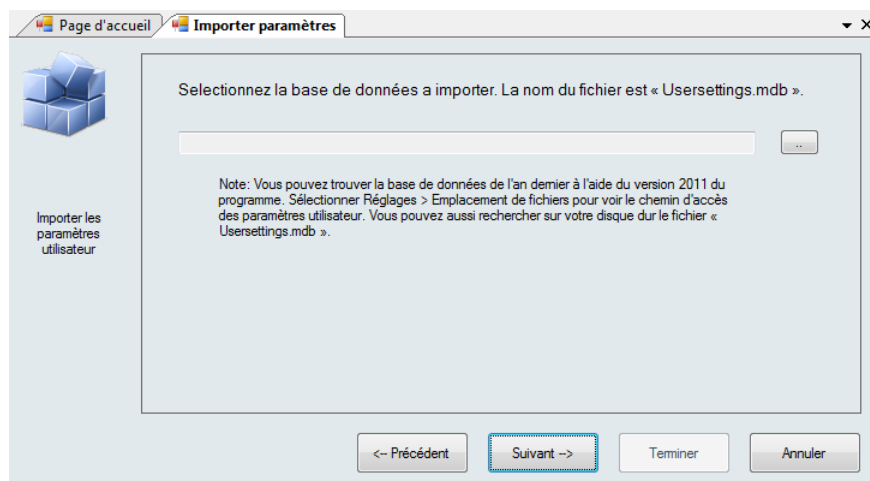 Page d'accueil
Importer paramètres
Selectionnez la base de données a importer. La nom du fichier est « Usersettings.mdb ».
..
Note: Vous pouvez trouver la base de données de l'an dernier à l'aide du version 2011 du
programme. Sélectionner Réglages > Emplacement de fichiers pour voir le chemin d'accès
des paramètres utilisateur. Vous pouvez aussi rechercher sur votre disque dur le fichier «
Usersettings.mdb ».
Importer les
paramètres
utilisateur
<-- Précédent
Suivant -->
Terminer
Annuler